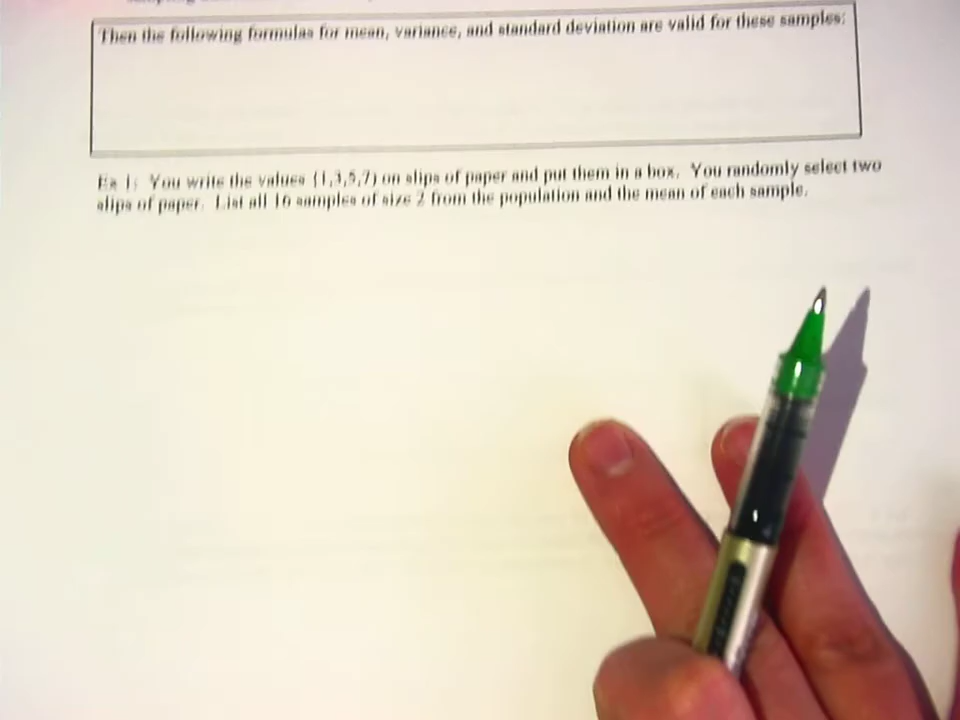 Then the following formulas for mean, variance, and standard deviation are valid for these samples:
Ex 1: You write the values {1,3,5,7) on slips of paper and put them in a box. You randomly select two
slips of paper. List all 16 samples of size 2 from the population and the mean of each sample.